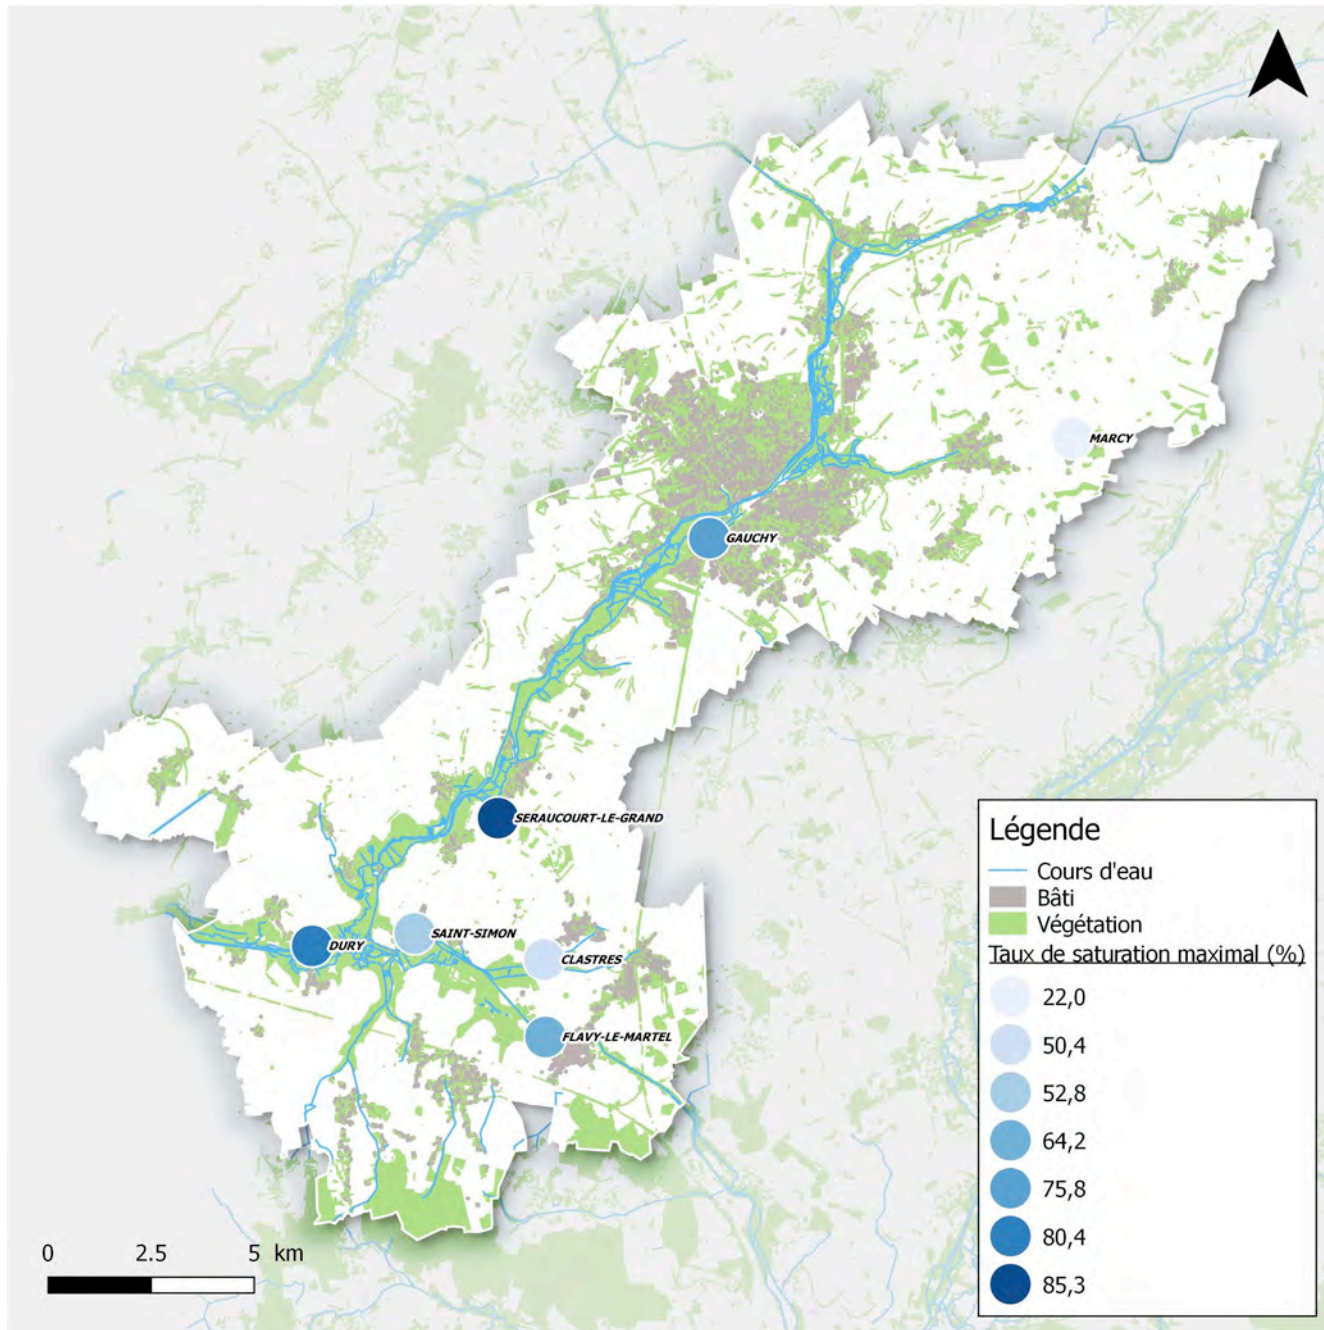 MARCY
GAUCHY
SERAUCOURT-LE-GRAND
SAINT-SIMON
DURY
CLASTRES
FLAVY-LE-MARTEL
Légende
Cours d'eau
Bâti
Végétation
Taux de saturation maximal (%)
22,0
50,4
52,8
64,2
75,8
80,4
85,3
0 2.5 5 km